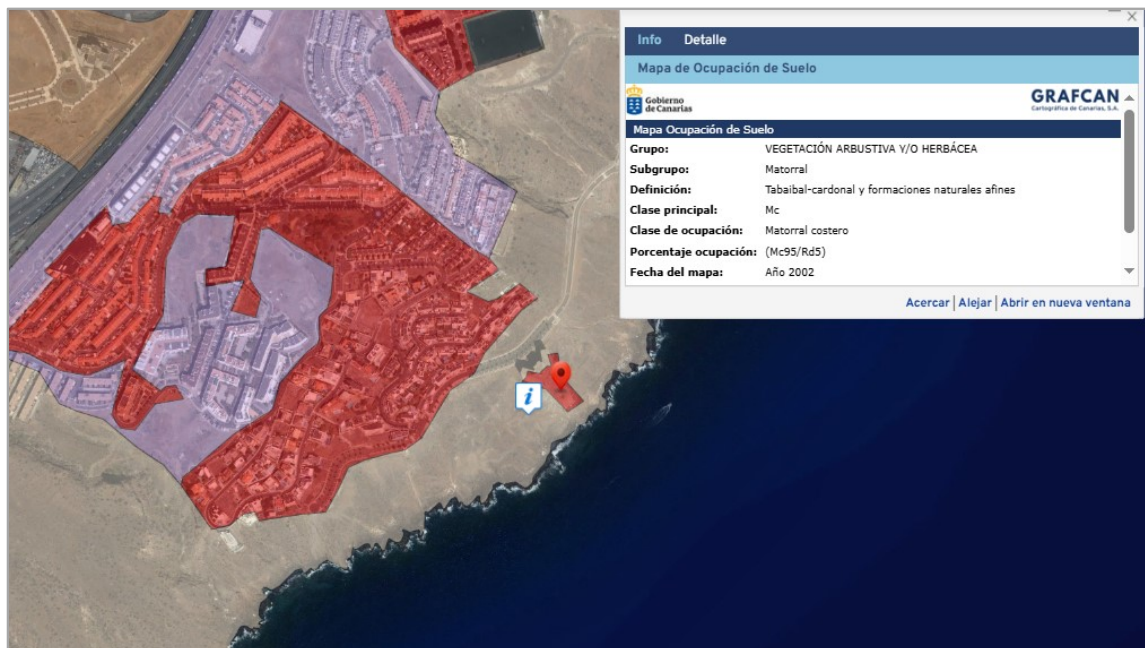 Info Detalle
Mapa de Ocupación de Suelo
Gobierno
de Canarias
GRAFCAN
Cartográfica de Canarias, S.A.
Mapa Ocupación de Suelo
Grupo: VEGETACIÓN ARBUSTIVA Y/O HERBÁCEA
Subgrupo: Matorral
Definición: Tabaibal-cardonal y formaciones naturales afines
Clase principal: Mc
Clase de ocupación: Matorral costero
Porcentaje ocupación: (Mc95/Rd5)
Fecha del mapa: Año 2002
Acercar | Alejar | Abrir en nueva ventana
i